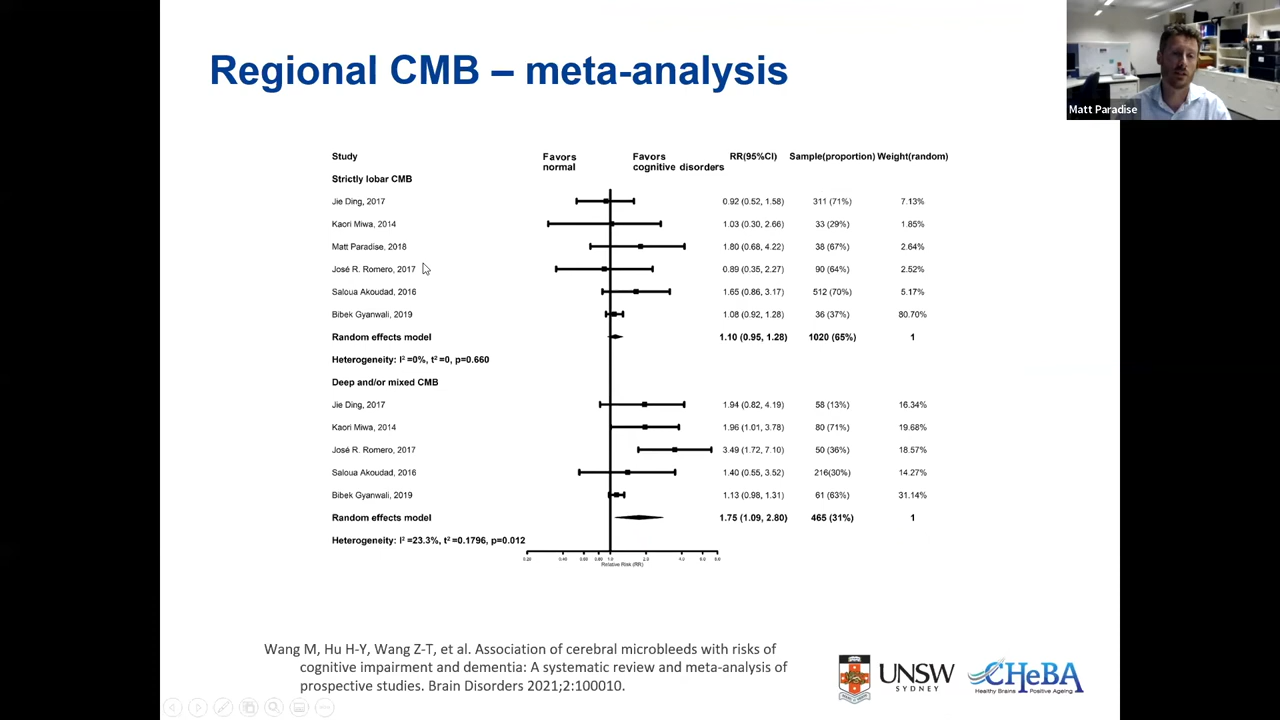 Regional CMB – meta-analysis
Matt Paradise
Study Favors normal Favors cognitive disorders RR(95%CI) Sample(proportion) Weight(random)
Strictly lobar CMB
Jie Ding, 2017 0.92 (0.52, 1.58) 311 (71%) 7.13%
Kaori Miwa, 2014 1.03 (0.30, 2.66) 33 (29%) 1.85%
Matt Paradise, 2018 1.80 (0.68, 4.22) 38 (67%) 2.64%
José R. Romero, 2017 0.89 (0.35, 2.27) 90 (64%) 2.52%
Saloua Akoudad, 2016 1.65 (0.86, 3.17) 512 (70%) 5.17%
Bibek Gyanwali, 2019 1.08 (0.92, 1.28) 36 (37%) 80.70%
Random effects model 1.10 (0.95, 1.28) 1020 (65%) 1
Heterogeneity: I² =0%, t² =0, p=0.660
Deep and/or mixed CMB
Jie Ding, 2017 1.94 (0.82, 4.19) 58 (13%) 16.34%
Kaori Miwa, 2014 1.96 (1.01, 3.78) 80 (71%) 19.68%
José R. Romero, 2017 3.49 (1.72, 7.10) 50 (36%) 18.57%
Saloua Akoudad, 2016 1.40 (0.55, 3.52) 216(30%) 14.27%
Bibek Gyanwali, 2019 1.13 (0.98, 1.31) 61 (63%) 31.14%
Random effects model 1.75 (1.09, 2.80) 465 (31%) 1
Heterogeneity: I² =23.3%, t² =0.1796, p=0.012
Relative Risk (RR)
Wang M, Hu H-Y, Wang Z-T, et al. Association of cerebral microbleeds with risks of
cognitive impairment and dementia: A systematic review and meta-analysis of
prospective studies. Brain Disorders 2021;2:100010.
UNSW
SYDNEY
CHeBA
Healthy Brains Positive Ageing